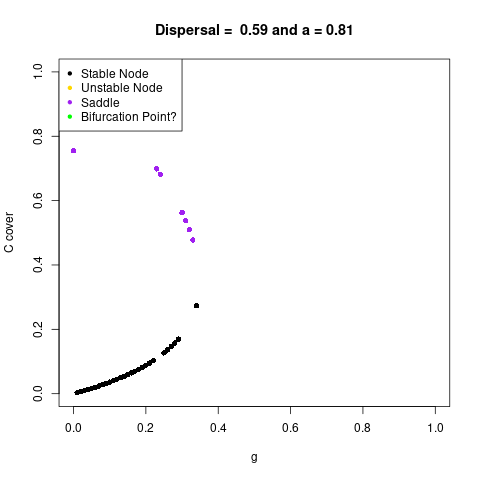 Dispersal =  0.59 and a = 0.81
Stable Node
Unstable Node
Saddle
Bifurcation Point?
C cover
0.0 0.2 0.4 0.6 0.8 1.0
0.0 0.2 0.4 0.6 0.8 1.0
g